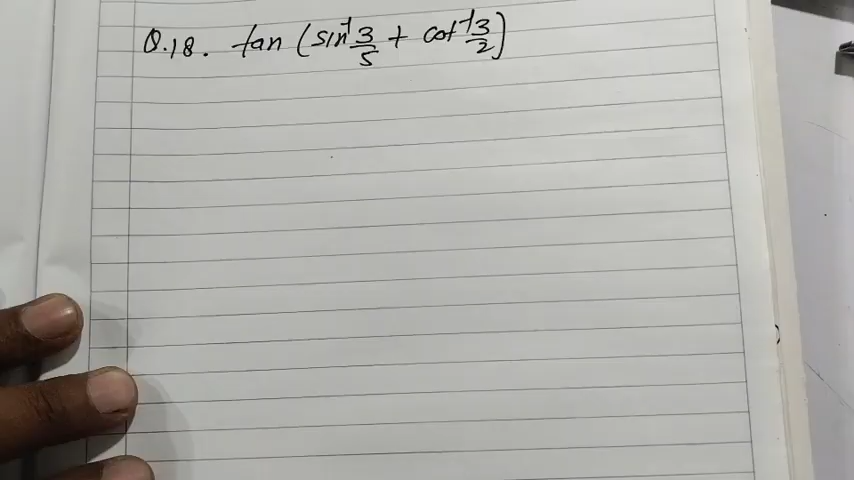 Q.18. tan (sin⁻¹ 3/5 + cot⁻¹ 3/2)